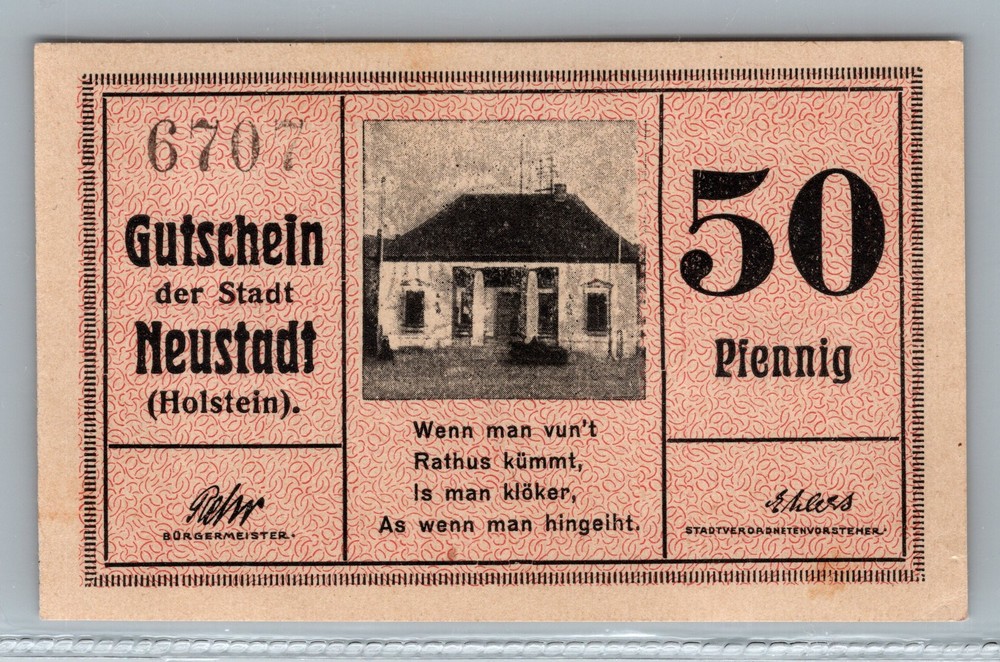 6707
Gutschein
der Stadt
Neustadt
(Holstein).
BÜRGERMEISTER.
Wenn man vun't
Rathus kümmt,
Is man klöker,
As wenn man hingeiht.
50
Pfennig
Ehlers
STADTVERORDNETENVORSTEHER.